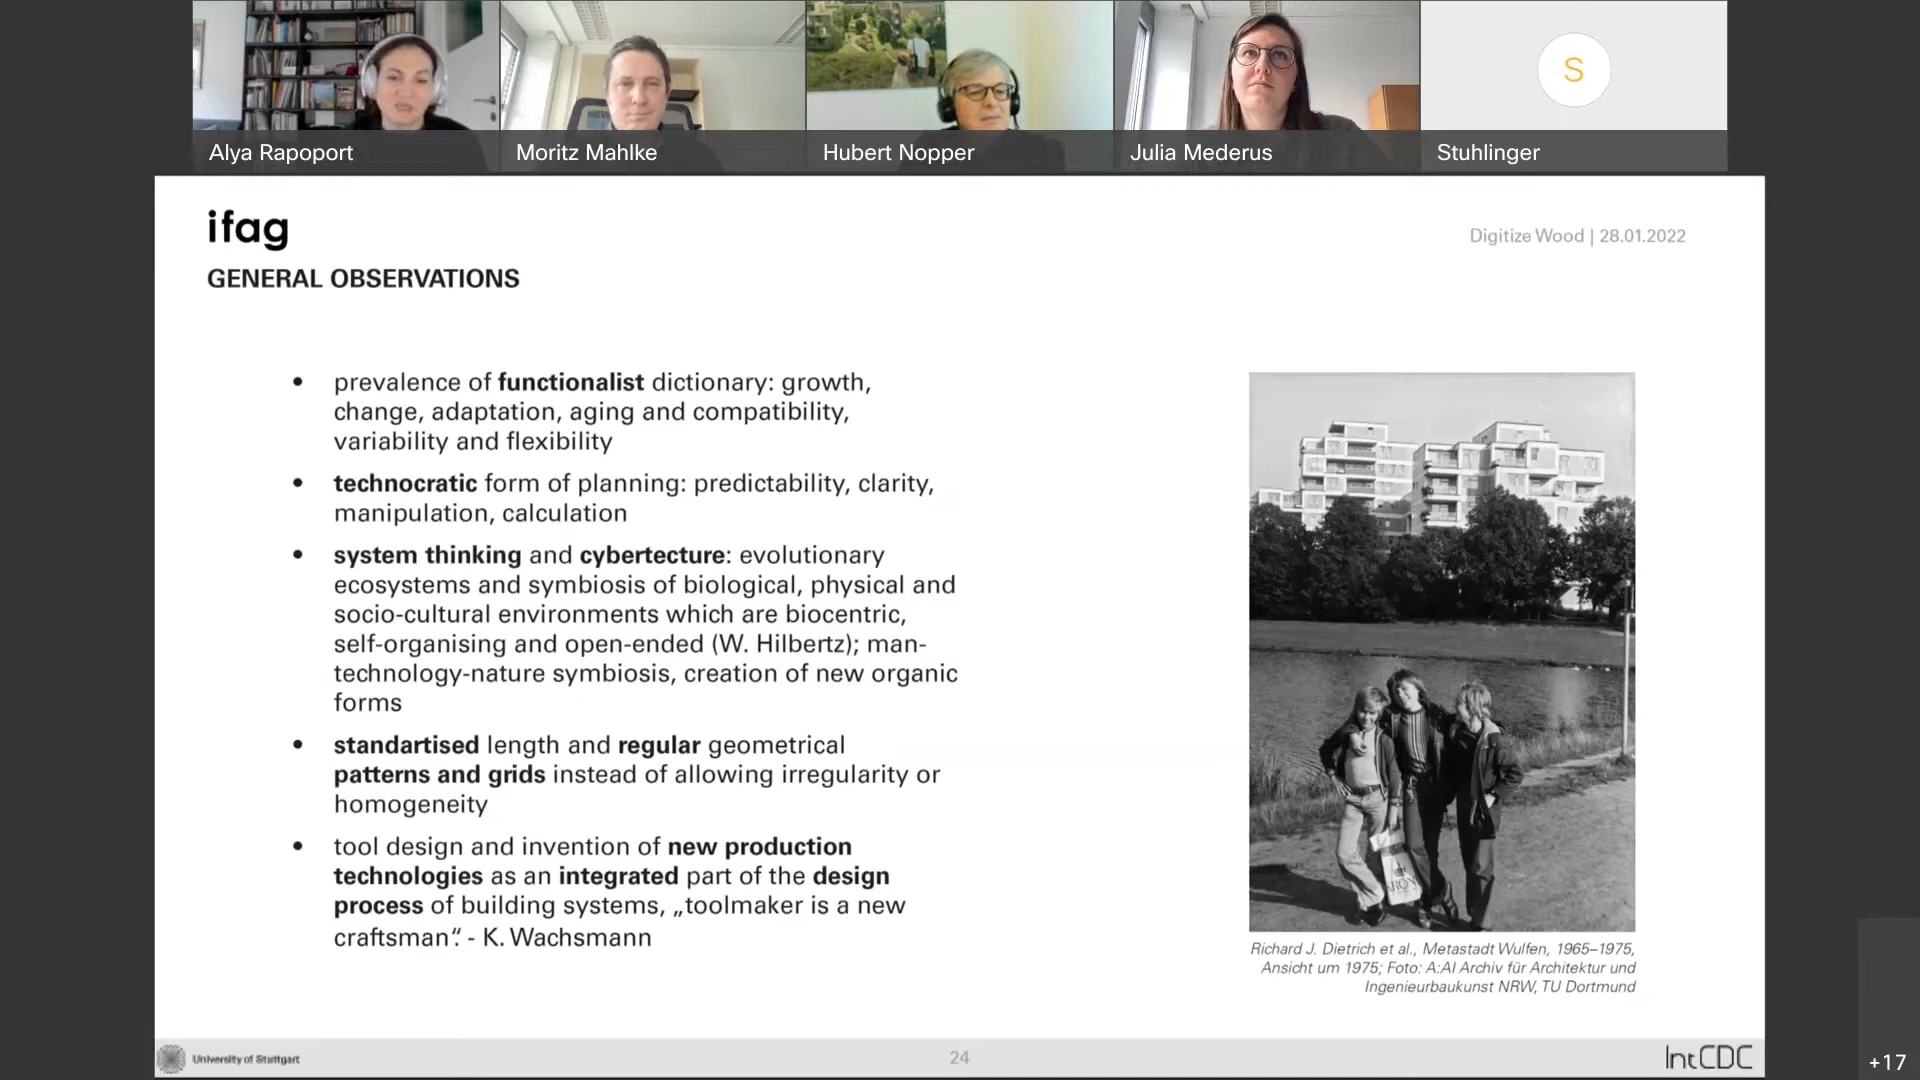 Alya Rapoport
Moritz Mahlke
Hubert Nopper
Julia Mederus
S
Stuhlinger
ifag
Digitize Wood | 28.01.2022
GENERAL OBSERVATIONS
• prevalence of functionalist dictionary: growth,
change, adaptation, aging and compatibility,
variability and flexibility
• technocratic form of planning: predictability, clarity,
manipulation, calculation
• system thinking and cybertecture: evolutionary
ecosystems and symbiosis of biological, physical and
socio-cultural environments which are biocentric,
self-organising and open-ended (W. Hilbertz); man-
technology-nature symbiosis, creation of new organic
forms
• standartised length and regular geometrical
patterns and grids instead of allowing irregularity or
homogeneity
• tool design and invention of new production
technologies as an integrated part of the design
process of building systems, „toolmaker is a new
craftsman“. - K. Wachsmann
Richard J. Dietrich et al., Metastadt Wulfen, 1965–1975,
Ansicht um 1975; Foto: A:AI Archiv für Architektur und
Ingenieurbaukunst NRW, TU Dortmund
University of Stuttgart
24
IntCDC
+17